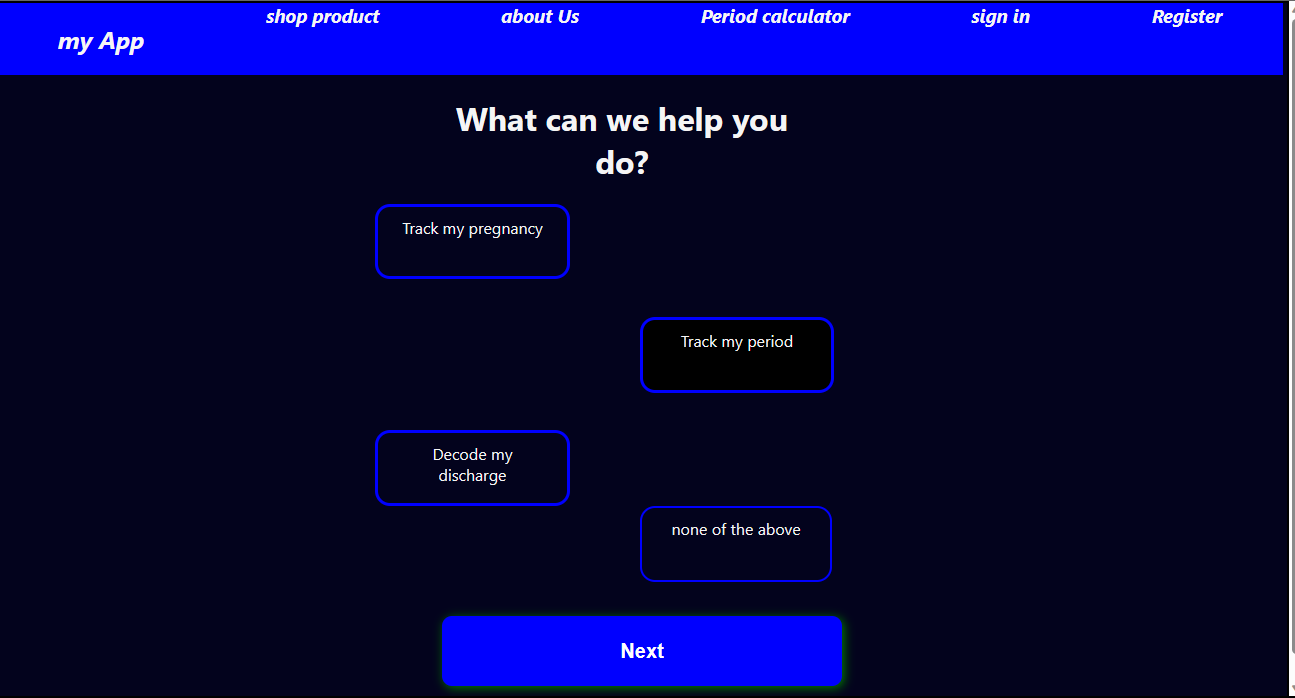 my App
shop product
about Us
Period calculator
sign in
Register
What can we help you
do?
Track my pregnancy
Track my period
Decode my
discharge
none of the above
Next